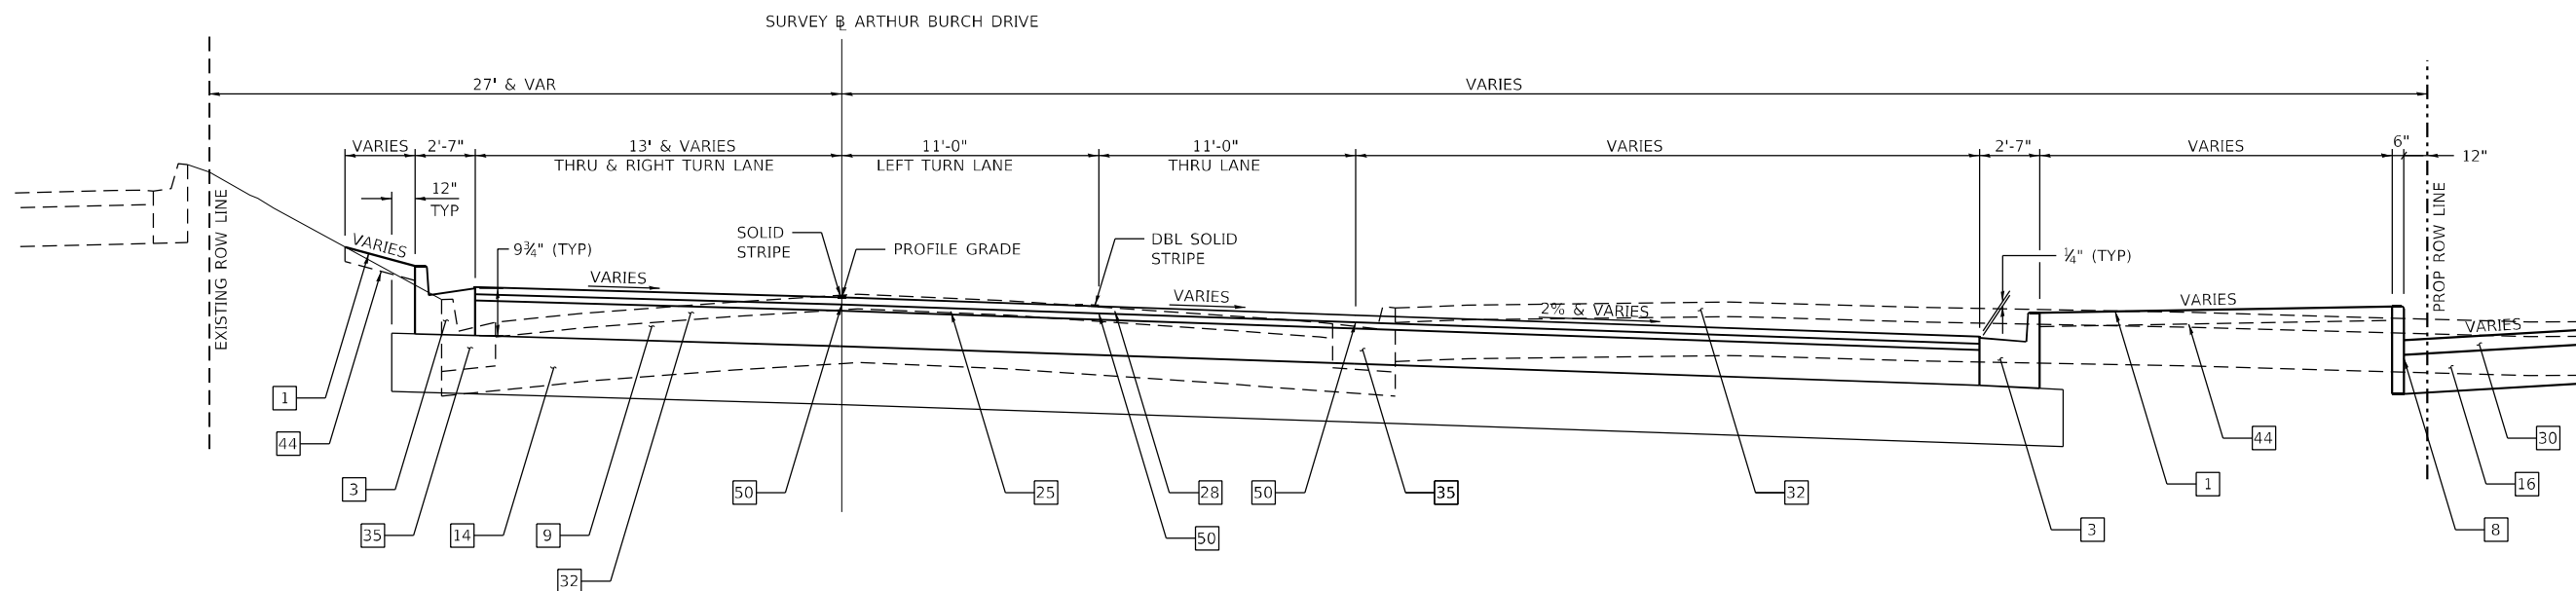 SURVEY ℄ ARTHUR BURCH DRIVE
27' & VAR
VARIES
VARIES
2'-7"
13' & VARIES
THRU & RIGHT TURN LANE
11'-0"
LEFT TURN LANE
11'-0"
THRU LANE
VARIES
2'-7"
VARIES
6"
12"
12"
TYP
EXISTING ROW LINE
PROP ROW LINE
VARIES
9¾" (TYP)
SOLID
STRIPE
PROFILE GRADE
DBL SOLID
STRIPE
¼" (TYP)
VARIES
VARIES
2% & VARIES
VARIES
VARIES
1
44
3
35
14
9
32
50
25
28
50
50
35
32
3
1
44
8
16
30